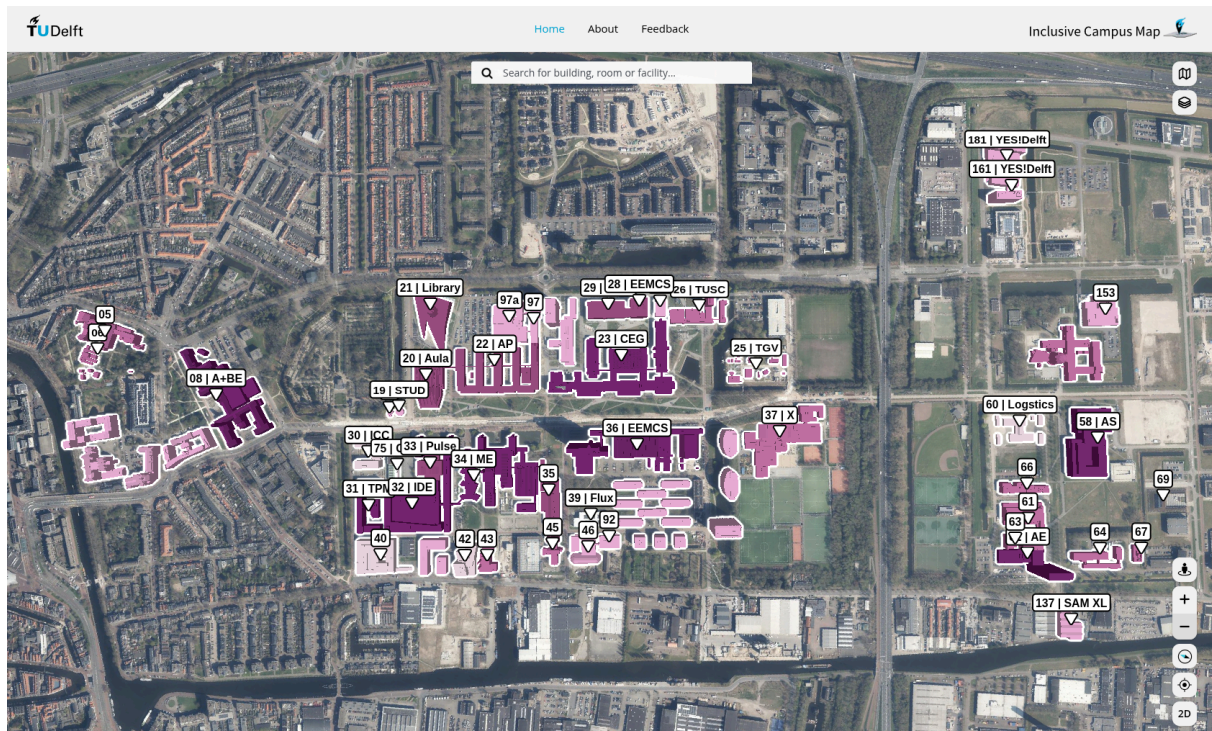 TUDelft
Home About Feedback
Inclusive Campus Map
Search for building, room or facility...
181 | YES!Delft
161 | YES!Delft
21 | Library
97a
97
29 |
28 | EEMCS
26 | TUSC
153
05
22 | AP
23 | CEG
25 | TGV
20 | Aula
08 | A+BE
19 | STUD
60 | Logstics
37 | X
58 | AS
36 | EEMCS
30 | ICC
75 |
33 | Pulse
34 | ME
66
35
69
31 | TPM
32 | IDE
39 | Flux
61
92
63
45
46
64
67
40
42
43
| AE
137 | SAM XL
+
−
2D